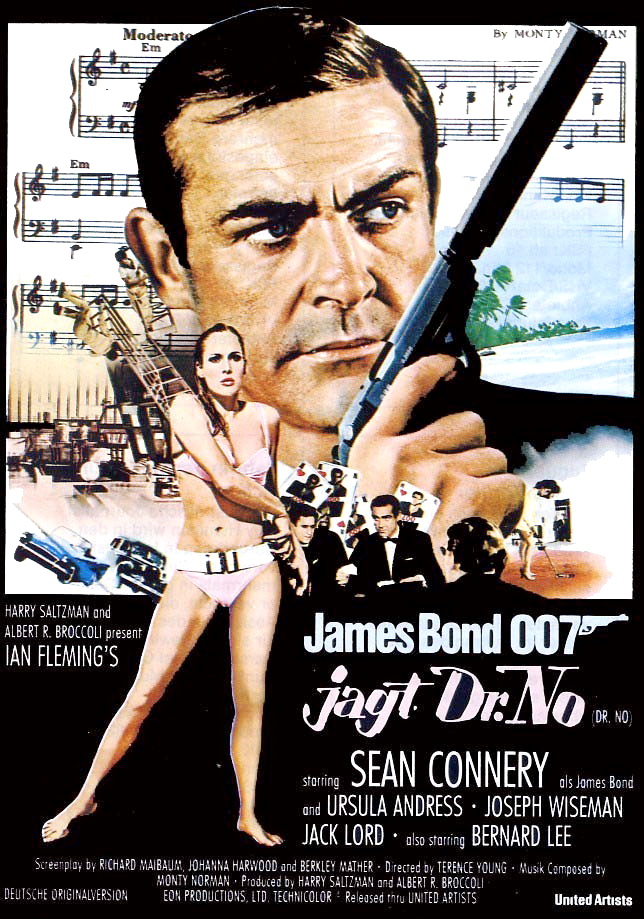 Moderato
By MONTY
Em
mf
Em
HARRY SALTZMAN and
ALBERT R. BROCCOLI present
IAN FLEMING'S
James Bond 007
jagt Dr. No (DR. NO)
starring SEAN CONNERY als James Bond
and URSULA ANDRESS · JOSEPH WISEMAN
JACK LORD · also starring BERNARD LEE
Screenplay by RICHARD MAIBAUM, JOHANNA HARWOOD and BERKLEY MATHER · Directed by TERENCE YOUNG · Musik Composed by
MONTY NORMAN · Produced by HARRY SALTZMAN and ALBERT R. BROCCOLI
DEUTSCHE ORIGINALVERSION
EON PRODUCTIONS, LTD. TECHNICOLOR · Released thru UNITED ARTISTS
United Artists